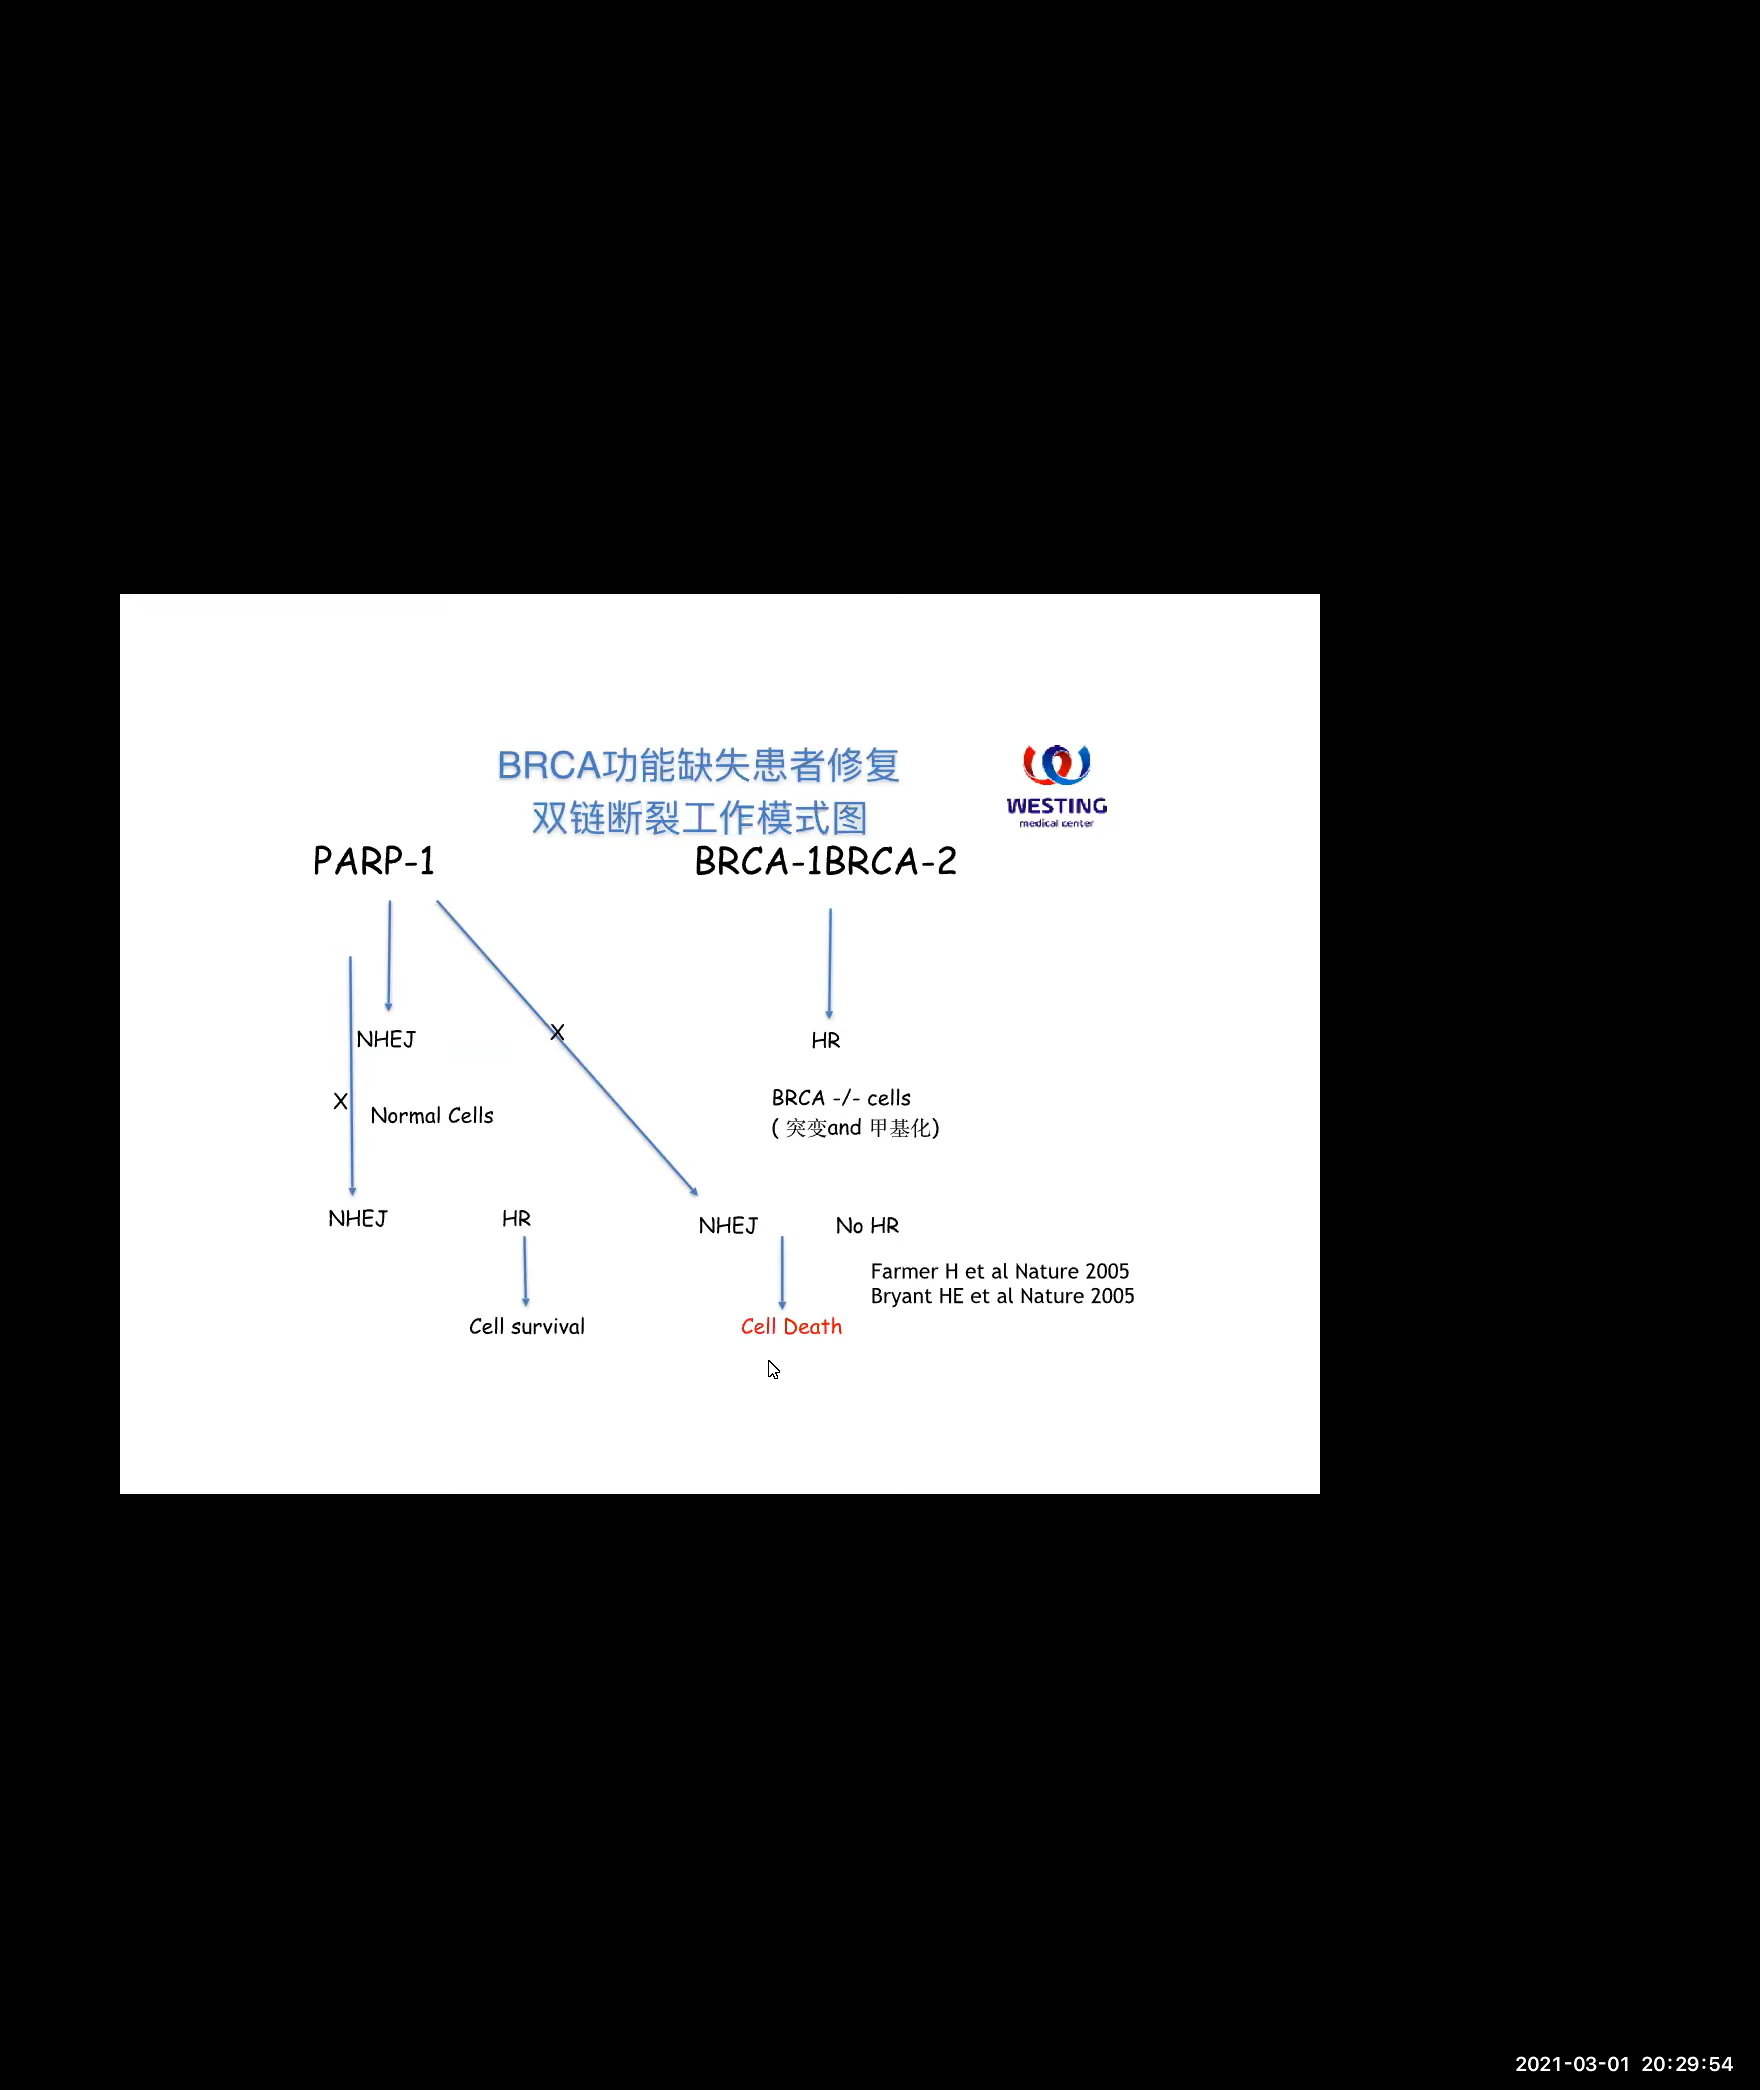 BRCA功能缺失患者修复
双链断裂工作模式图
WESTING
medical center
PARP-1
BRCA-1BRCA-2
NHEJ
X
HR
X
Normal Cells
BRCA -/- cells
( 突变and 甲基化)
NHEJ
HR
NHEJ
No HR
Farmer H et al Nature 2005
Bryant HE et al Nature 2005
Cell survival
Cell Death
2021-03-01 20:29:54